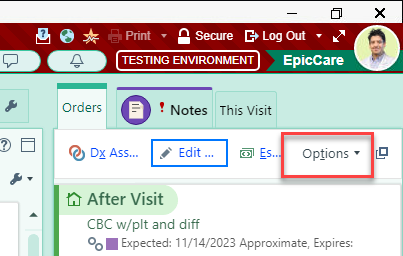 Print Secure Log Out
TESTING ENVIRONMENT EpicCare
Orders ! Notes This Visit
Dx Ass... Edit ... Es... Options
After Visit
CBC w/plt and diff
Expected: 11/14/2023 Approximate, Expires: